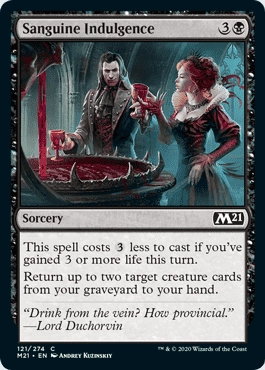 Sanguine Indulgence 3
Sorcery M21
This spell costs 3 less to cast if you've
gained 3 or more life this turn.
Return up to two target creature cards
from your graveyard to your hand.
"Drink from the vein? How provincial."
—Lord Duchorvin
121/274 C
M21 • EN Andrey Kuzinskiy
™ & © 2020 Wizards of the Coast